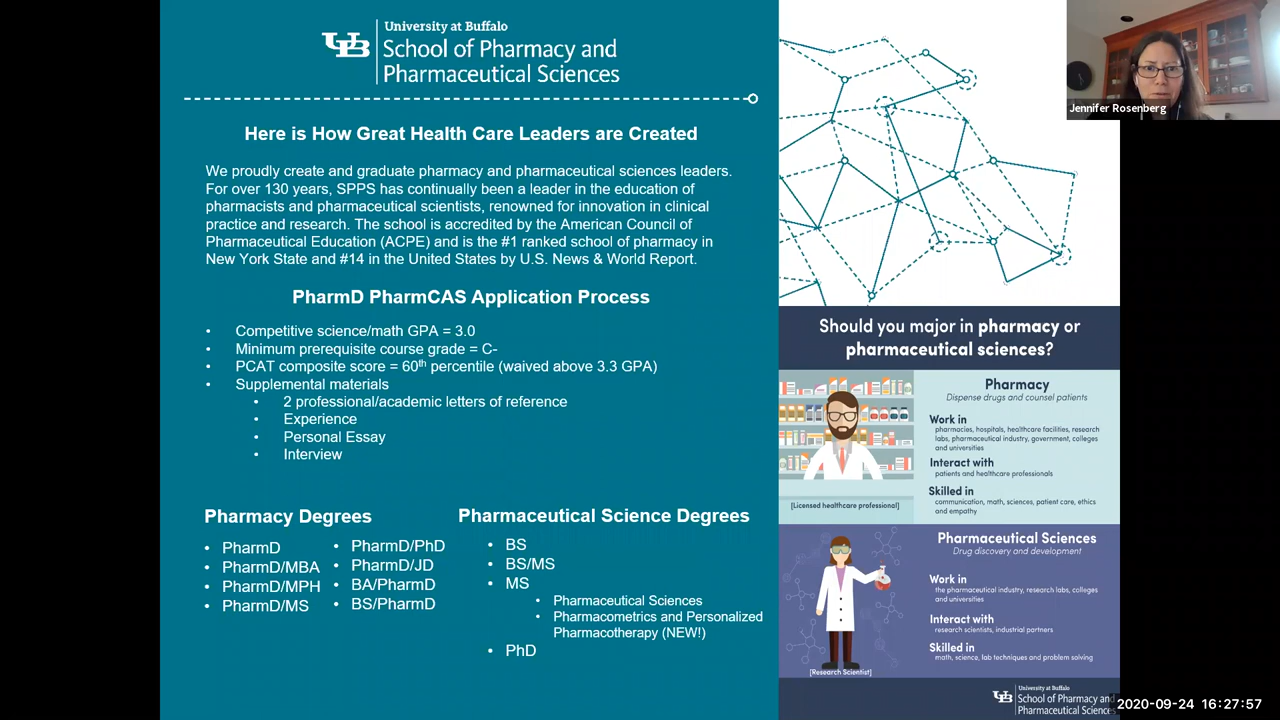 University at Buffalo
UB School of Pharmacy and
Pharmaceutical Sciences
Here is How Great Health Care Leaders are Created
We proudly create and graduate pharmacy and pharmaceutical sciences leaders.
For over 130 years, SPPS has continually been a leader in the education of
pharmacists and pharmaceutical scientists, renowned for innovation in clinical
practice and research. The school is accredited by the American Council of
Pharmaceutical Education (ACPE) and is the #1 ranked school of pharmacy in
New York State and #14 in the United States by U.S. News & World Report.
PharmD PharmCAS Application Process
• Competitive science/math GPA = 3.0
• Minimum prerequisite course grade = C-
• PCAT composite score = 60th percentile (waived above 3.3 GPA)
• Supplemental materials
• 2 professional/academic letters of reference
• Experience
• Personal Essay
• Interview
Pharmacy Degrees
• PharmD
• PharmD/MBA
• PharmD/MPH
• PharmD/MS
• PharmD/PhD
• PharmD/JD
• BA/PharmD
• BS/PharmD
Pharmaceutical Science Degrees
• BS
• BS/MS
• MS
• Pharmaceutical Sciences
• Pharmacometrics and Personalized
Pharmacotherapy (NEW!)
• PhD
Jennifer Rosenberg
Should you major in pharmacy or
pharmaceutical sciences?
Pharmacy
Dispense drugs and counsel patients
Work in
pharmacies, hospitals, healthcare facilities, research
labs, pharmaceutical industry, government, colleges
and universities
Interact with
patients and healthcare professionals
Skilled in
communication, math, sciences, patient care, ethics
and empathy
[Licensed healthcare professional]
Pharmaceutical Sciences
Drug discovery and development
Work in
the pharmaceutical industry, research labs, colleges
and universities
Interact with
research scientists, industrial partners
Skilled in
math, science, lab techniques and problem solving
[Research Scientist]
University at Buffalo
UB School of Pharmacy and
Pharmaceutical Sciences
2020-09-24 16:27:57